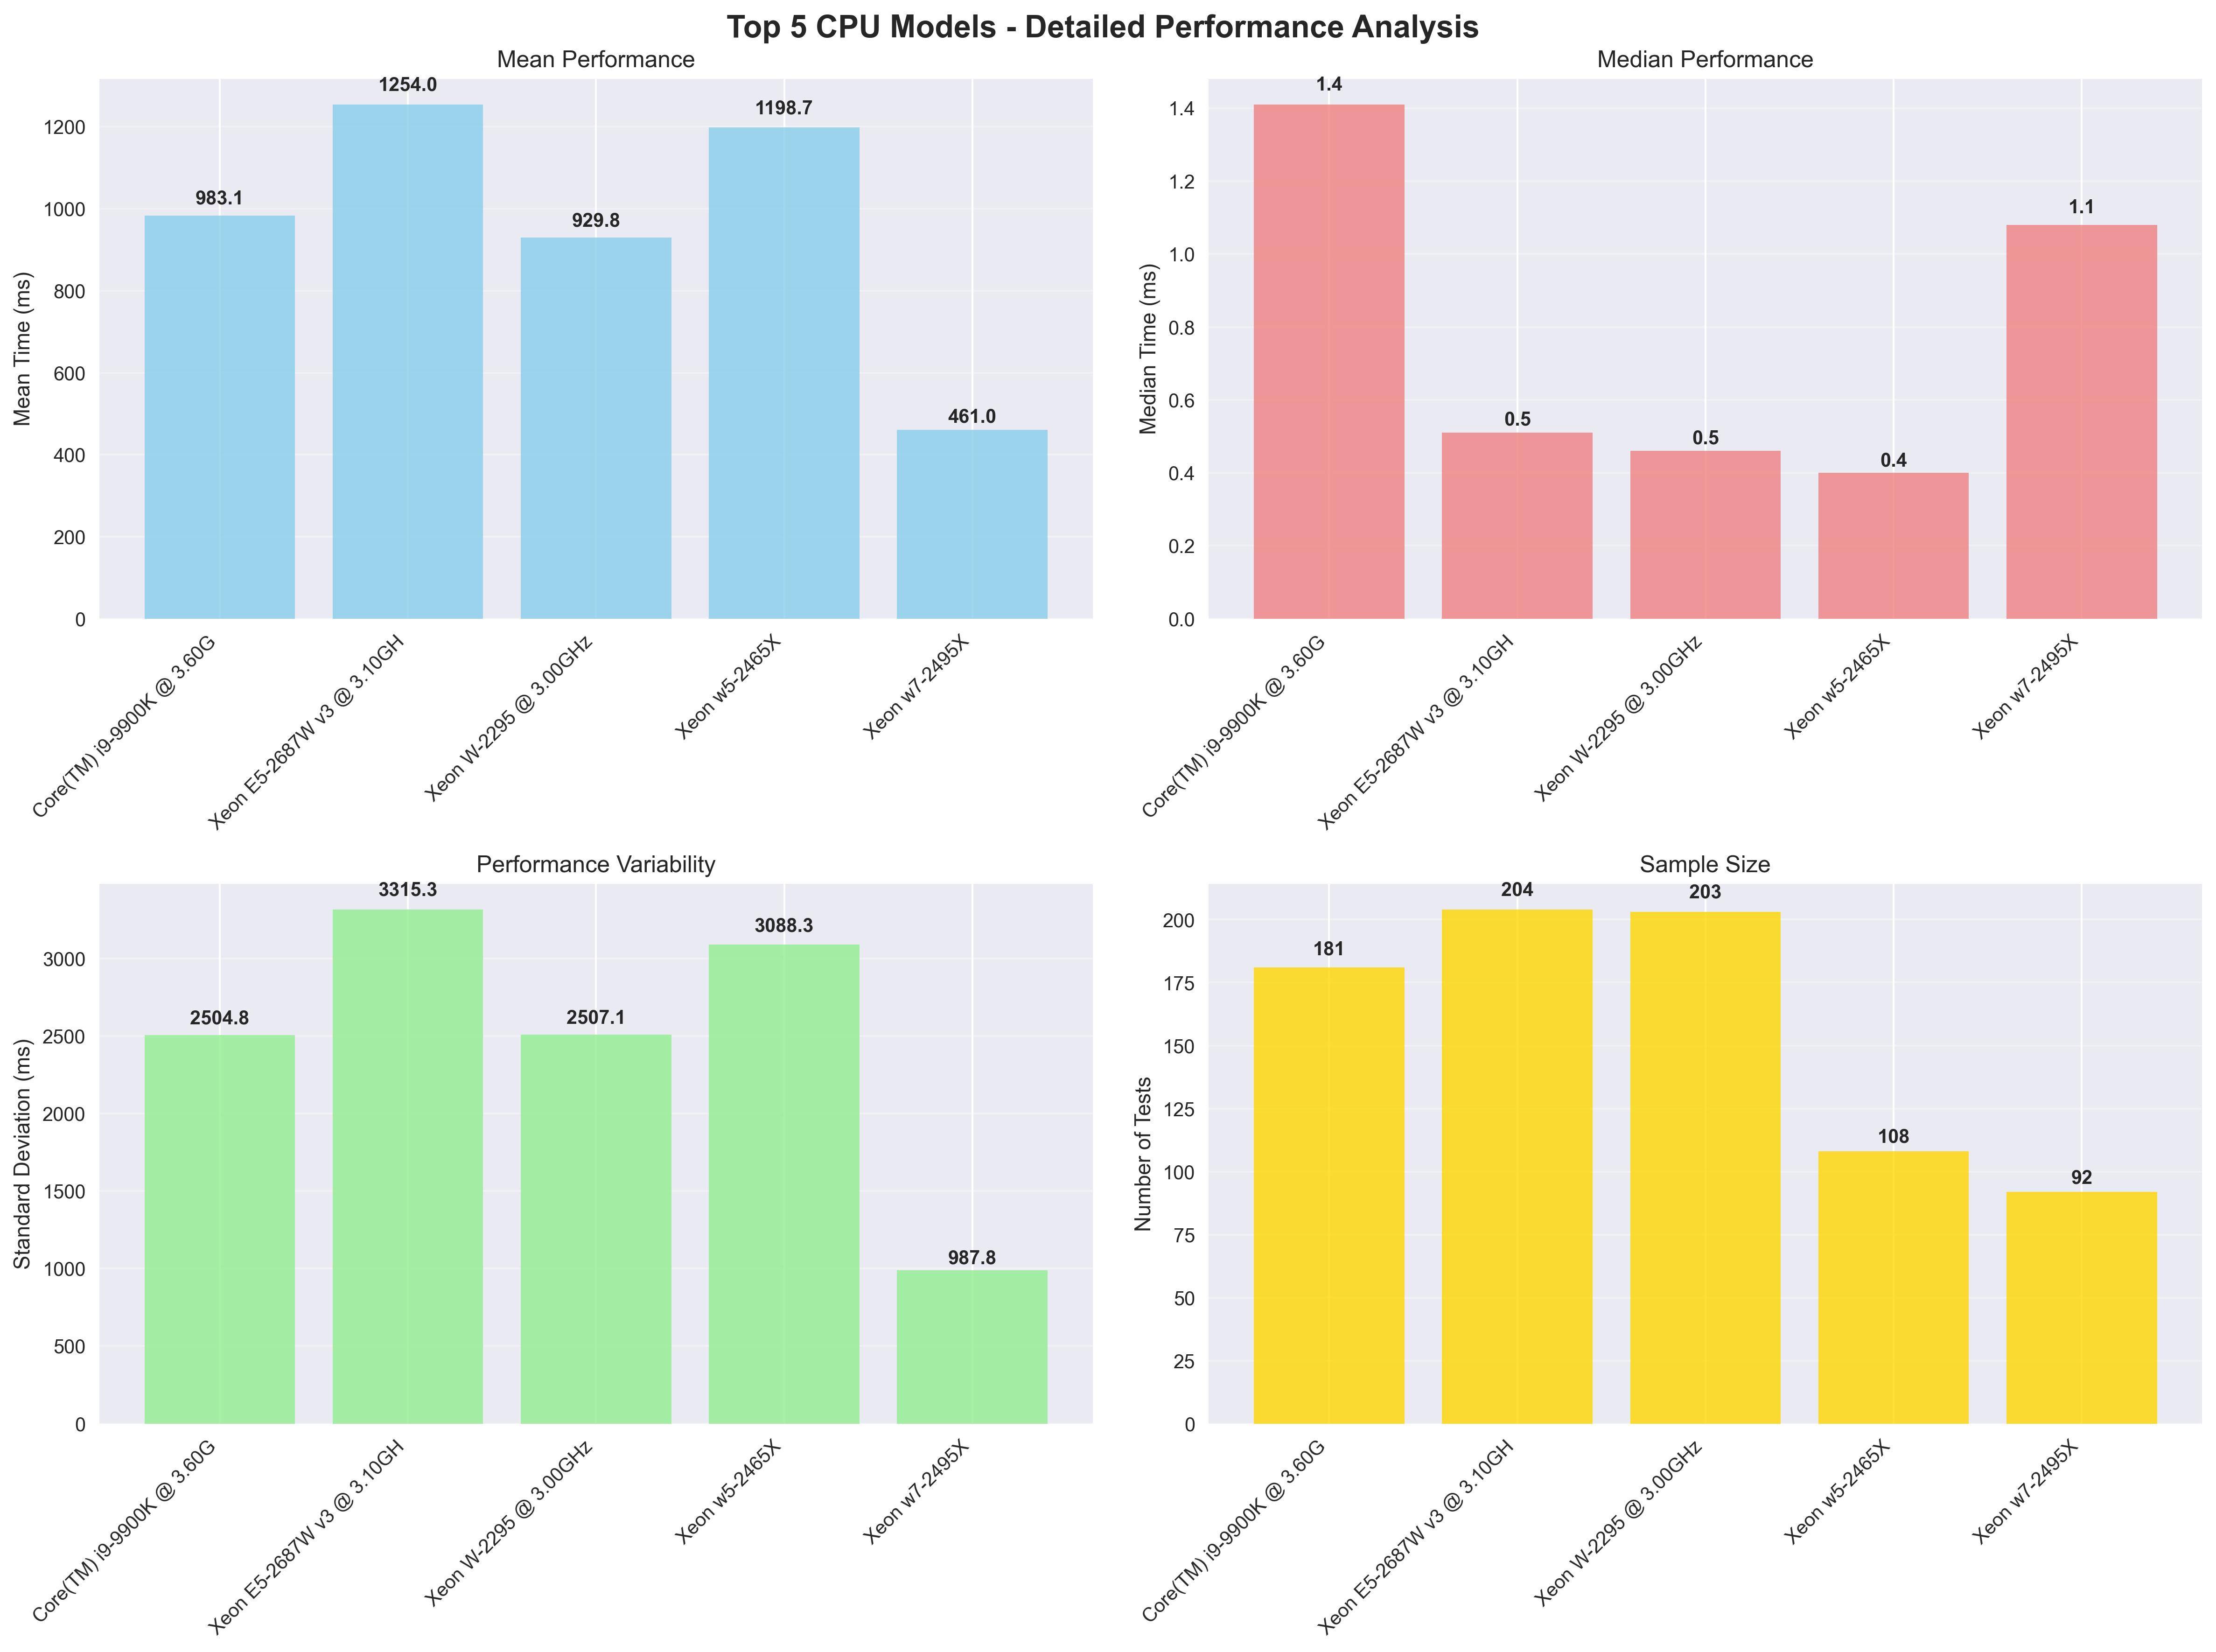 Top 5 CPU Models - Detailed Performance Analysis
Mean Performance
Mean Time (ms)
1200
1000
800
600
400
200
0
983.1
1254.0
929.8
1198.7
461.0
Core(TM) i9-9900K @ 3.60G
Xeon E5-2687W v3 @ 3.10GH
Xeon W-2295 @ 3.00GHz
Xeon w5-2465X
Xeon w7-2495X
Median Performance
Median Time (ms)
1.4
1.2
1.0
0.8
0.6
0.4
0.2
0.0
1.4
0.5
0.5
0.4
1.1
Core(TM) i9-9900K @ 3.60G
Xeon E5-2687W v3 @ 3.10GH
Xeon W-2295 @ 3.00GHz
Xeon w5-2465X
Xeon w7-2495X
Performance Variability
Standard Deviation (ms)
3000
2500
2000
1500
1000
500
0
2504.8
3315.3
2507.1
3088.3
987.8
Core(TM) i9-9900K @ 3.60G
Xeon E5-2687W v3 @ 3.10GH
Xeon W-2295 @ 3.00GHz
Xeon w5-2465X
Xeon w7-2495X
Sample Size
Number of Tests
200
175
150
125
100
75
50
25
0
181
204
203
108
92
Core(TM) i9-9900K @ 3.60G
Xeon E5-2687W v3 @ 3.10GH
Xeon W-2295 @ 3.00GHz
Xeon w5-2465X
Xeon w7-2495X